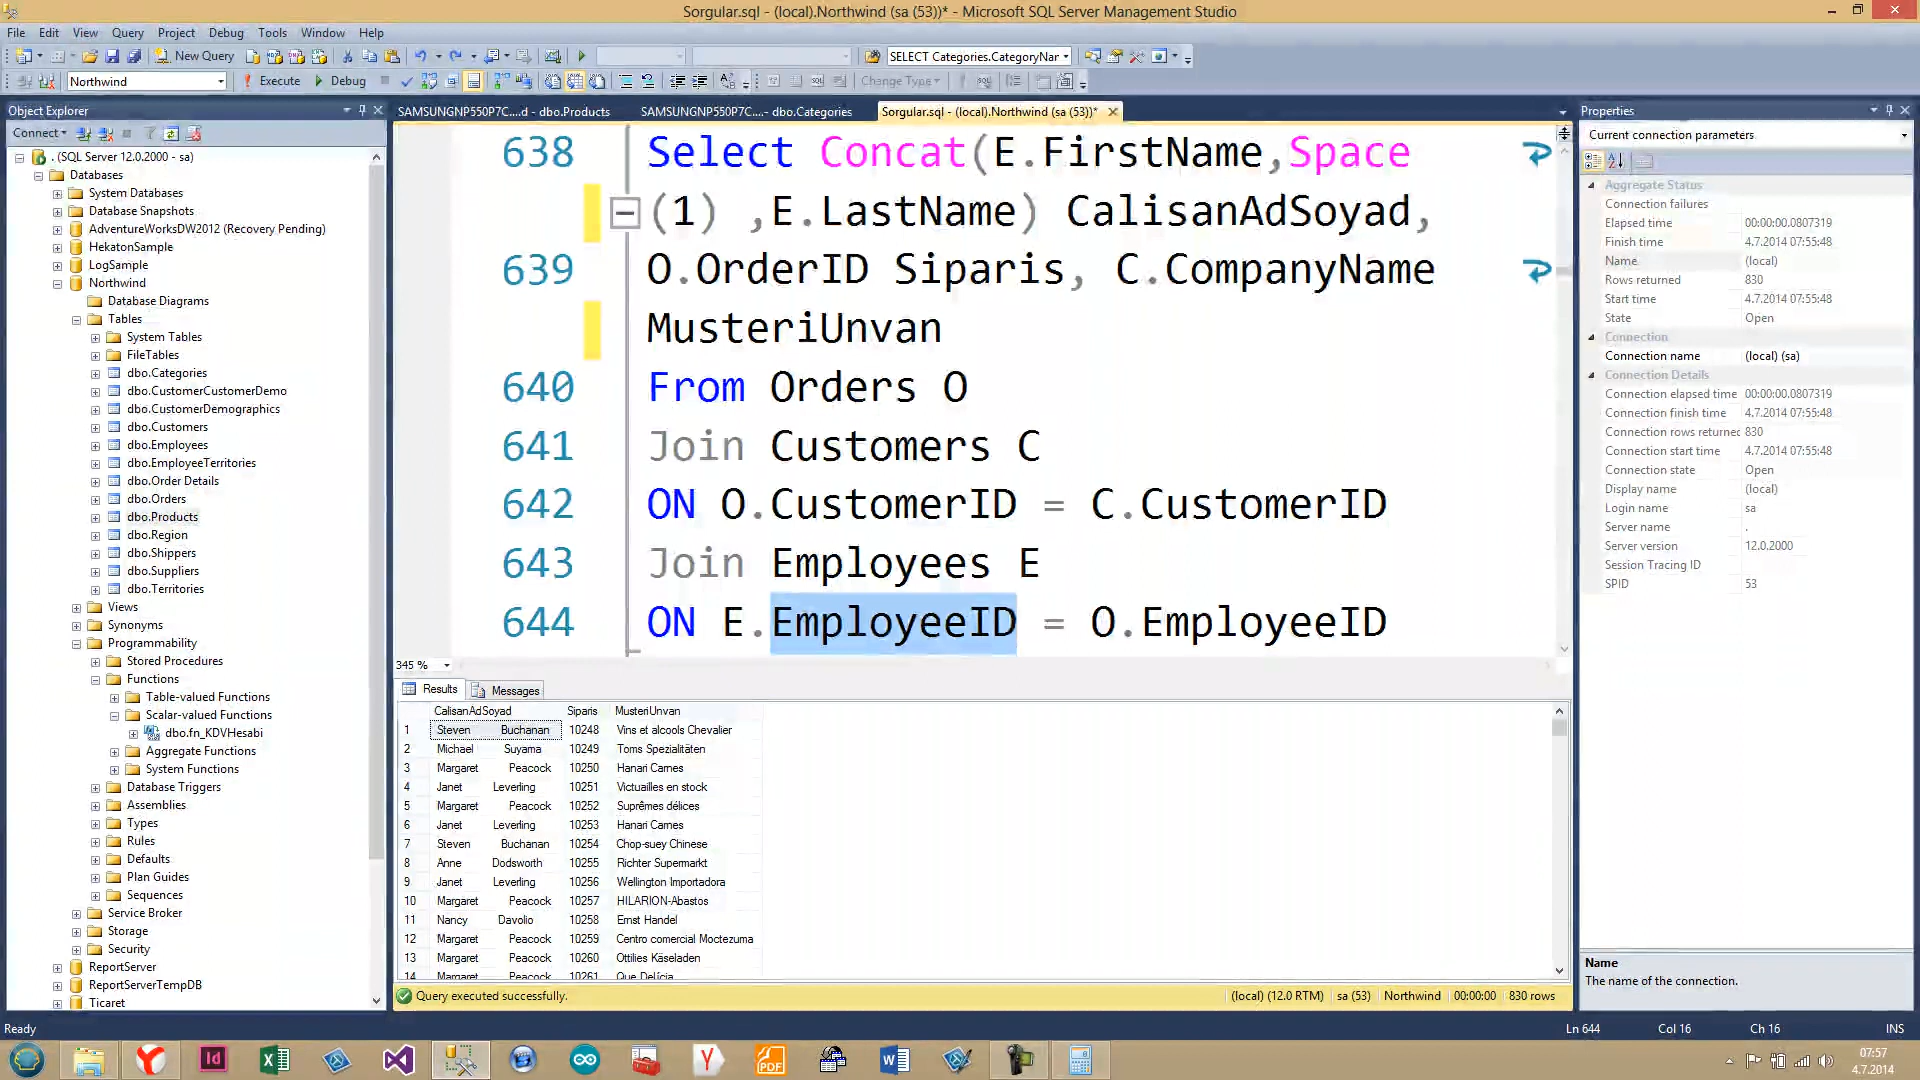 Sorgular.sql - (local).Northwind (sa (53))* - Microsoft SQL Server Management Studio
File Edit View Query Project Debug Tools Window Help
New Query
SELECT Categories.CategoryNar
Northwind
Execute
Debug
Change Type
Object Explorer
Connect
. (SQL Server 12.0.2000 - sa)
Databases
System Databases
Database Snapshots
AdventureWorksDW2012 (Recovery Pending)
HekatonSample
LogSample
Northwind
Database Diagrams
Tables
System Tables
FileTables
dbo.Categories
dbo.CustomerCustomerDemo
dbo.CustomerDemographics
dbo.Customers
dbo.Employees
dbo.EmployeeTerritories
dbo.Order Details
dbo.Orders
dbo.Products
dbo.Region
dbo.Shippers
dbo.Suppliers
dbo.Territories
Views
Synonyms
Programmability
Stored Procedures
Functions
Table-valued Functions
Scalar-valued Functions
dbo.fn_KDVHesabi
Aggregate Functions
System Functions
Database Triggers
Assemblies
Types
Rules
Defaults
Plan Guides
Sequences
Service Broker
Storage
Security
ReportServer
ReportServerTempDB
Ticaret
SAMSUNGNP550P7C....d - dbo.Products
SAMSUNGNP550P7C....- dbo.Categories
Sorgular.sql - (local).Northwind (sa (53))*
638 Select Concat(E.FirstName,Space
(1) ,E.LastName) CalisanAdSoyad,
639 O.OrderID Siparis, C.CompanyName
MusteriUnvan
640 From Orders O
641 Join Customers C
642 ON O.CustomerID = C.CustomerID
643 Join Employees E
644 ON E.EmployeeID = O.EmployeeID
345 %
Results
Messages
CalisanAdSoyad Siparis MusteriUnvan
1 Steven Buchanan 10248 Vins et alcools Chevalier
2 Michael Suyama 10249 Toms Spezialitäten
3 Margaret Peacock 10250 Hanari Carnes
4 Janet Leverling 10251 Victuailles en stock
5 Margaret Peacock 10252 Suprêmes délices
6 Janet Leverling 10253 Hanari Carnes
7 Steven Buchanan 10254 Chop-suey Chinese
8 Anne Dodsworth 10255 Richter Supermarkt
9 Janet Leverling 10256 Wellington Importadora
10 Margaret Peacock 10257 HILARION-Abastos
11 Nancy Davolio 10258 Ernst Handel
12 Margaret Peacock 10259 Centro comercial Moctezuma
13 Margaret Peacock 10260 Ottilies Käseladen
14 Margaret Peacock 10261 Que Delícia
Query executed successfully.
(local) (12.0 RTM) sa (53) Northwind 00:00:00 830 rows
Properties
Current connection parameters
Aggregate Status
Connection failures
Elapsed time 00:00:00.0807319
Finish time 4.7.2014 07:55:48
Name (local)
Rows returned 830
Start time 4.7.2014 07:55:48
State Open
Connection
Connection name (local) (sa)
Connection Details
Connection elapsed time 00:00:00.0807319
Connection finish time 4.7.2014 07:55:48
Connection rows returned 830
Connection start time 4.7.2014 07:55:48
Connection state Open
Display name (local)
Login name sa
Server name .
Server version 12.0.2000
Session Tracing ID
SPID 53
Name
The name of the connection.
Ready
Ln 644 Col 16 Ch 16 INS
07:57
4.7.2014